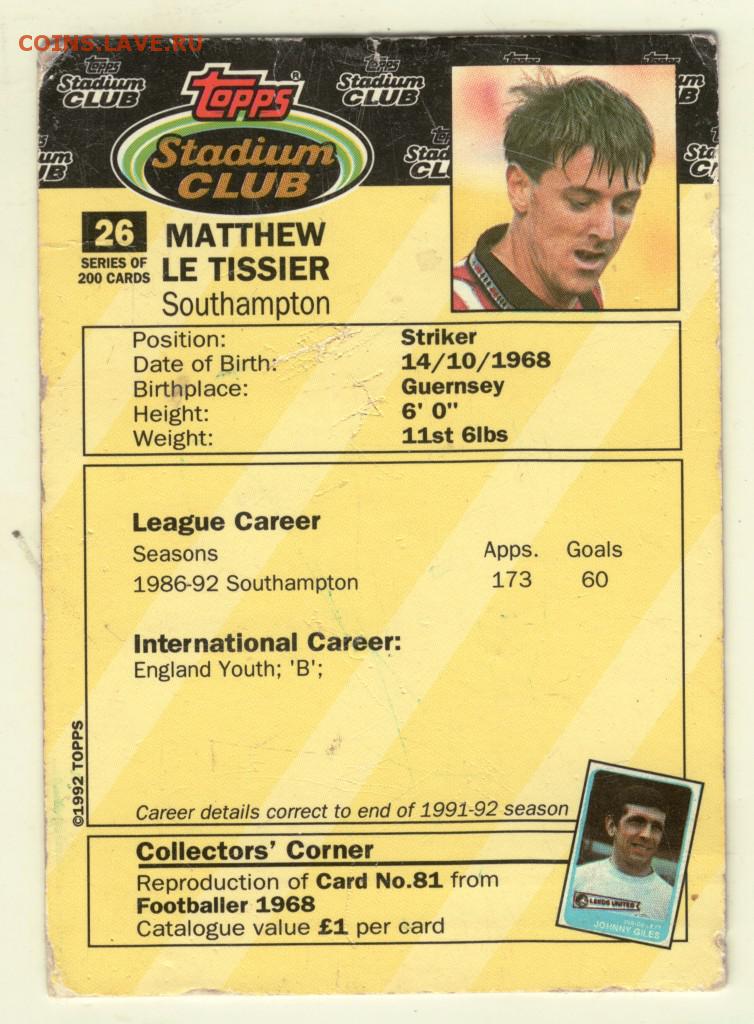 COINS.LAVE.RU
Topps Stadium CLUB
Topps Stadium CLUB
Topps
Topps
topps®
Stadium
CLUB
26
SERIES OF
200 CARDS
MATTHEW
LE TISSIER
Southampton
Position: Striker
Date of Birth: 14/10/1968
Birthplace: Guernsey
Height: 6' 0"
Weight: 11st 6lbs
League Career
Seasons Apps. Goals
1986-92 Southampton 173 60
International Career:
England Youth; 'B';
©1992 TOPPS
Career details correct to end of 1991-92 season
Collectors' Corner
Reproduction of Card No.81 from
Footballer 1968
Catalogue value £1 per card
LEEDS UNITED
JOHNNY GILES